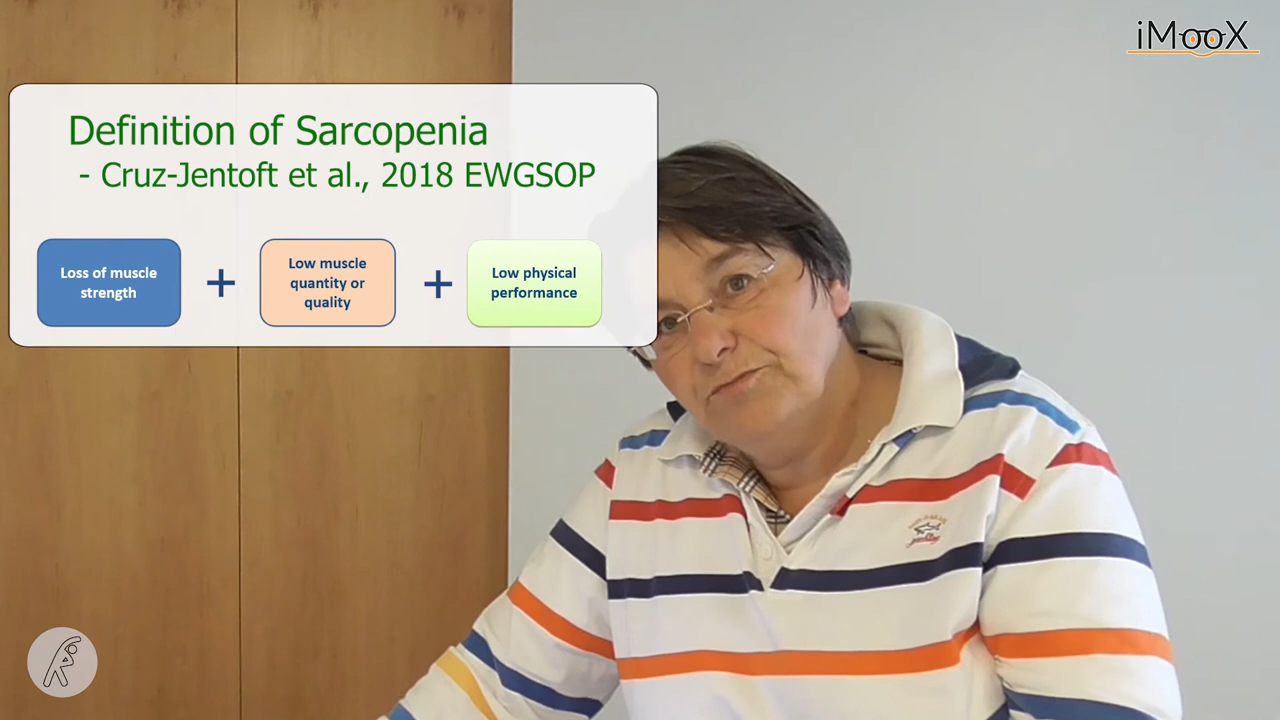 iMooX
Definition of Sarcopenia
- Cruz-Jentoft et al., 2018 EWGSOP
Loss of muscle
strength
+
Low muscle
quantity or
quality
+
Low physical
performance